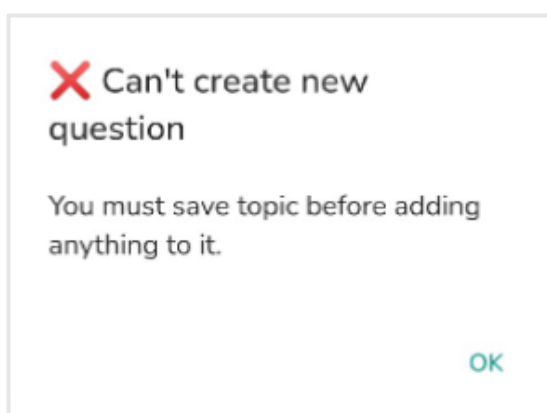 ❌ Can't create new
question
You must save topic before adding
anything to it.
OK